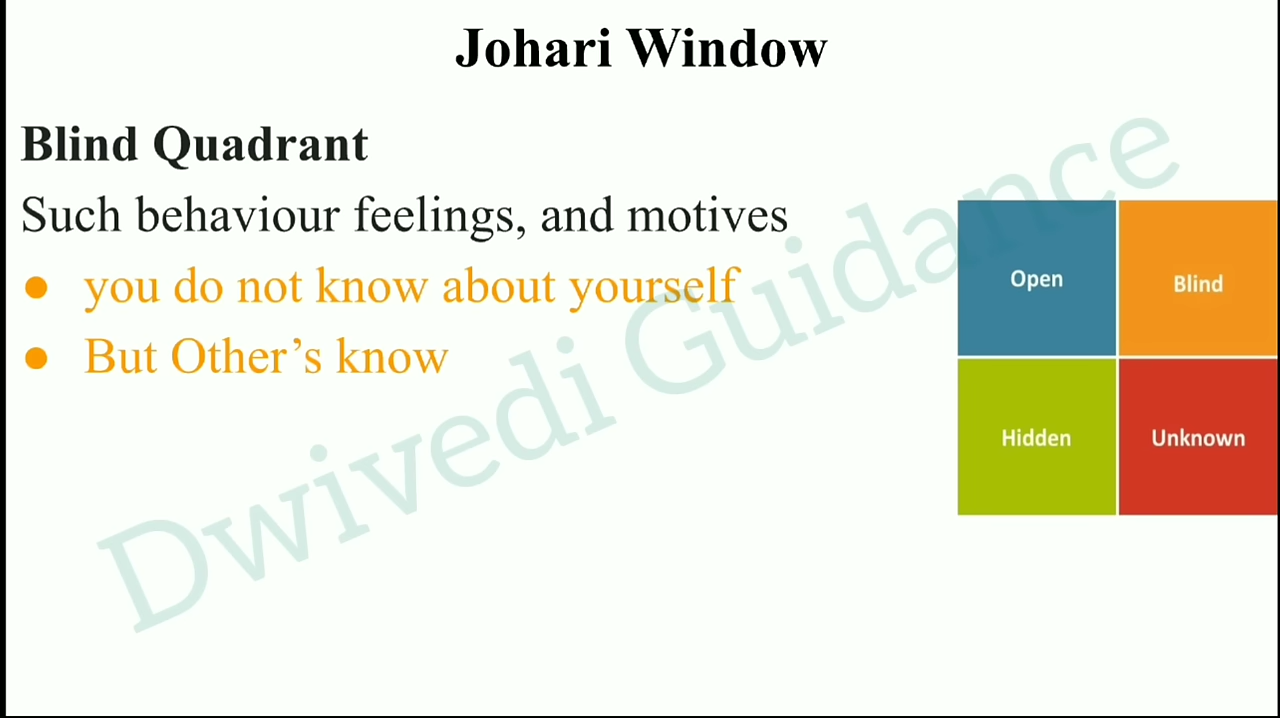 Johari Window
Blind Quadrant
Such behaviour feelings, and motives
● you do not know about yourself
● But Other’s know
Open
Blind
Hidden
Unknown
Dwivedi Guidance